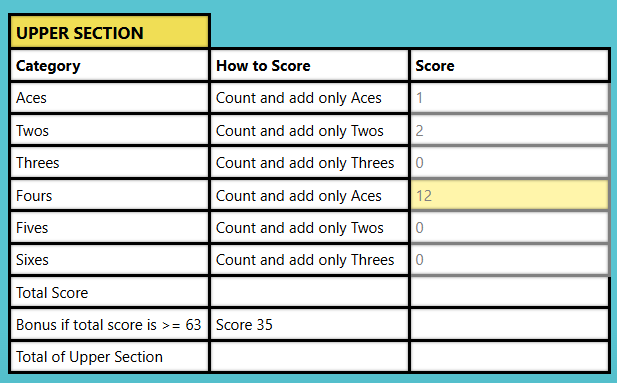 UPPER SECTION
Category How to Score Score
Aces Count and add only Aces 1
Twos Count and add only Twos 2
Threes Count and add only Threes 0
Fours Count and add only Aces 12
Fives Count and add only Twos 0
Sixes Count and add only Threes 0
Total Score
Bonus if total score is >= 63 Score 35
Total of Upper Section